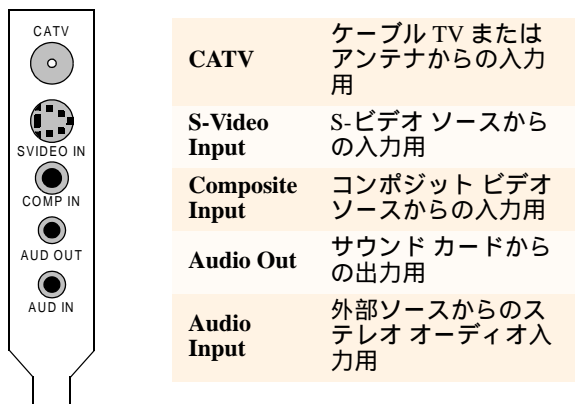 CATV
SVIDEO IN
COMP IN
AUD OUT
AUD IN
CATV
ケーブル TV または
アンテナからの入力
用
S-Video
Input
S-ビデオ ソースから
の入力用
Composite
Input
コンポジット ビデオ
ソースからの入力用
Audio Out
サウンド カードから
の出力用
Audio
Input
外部ソースからのス
テレオ オーディオ入
力用